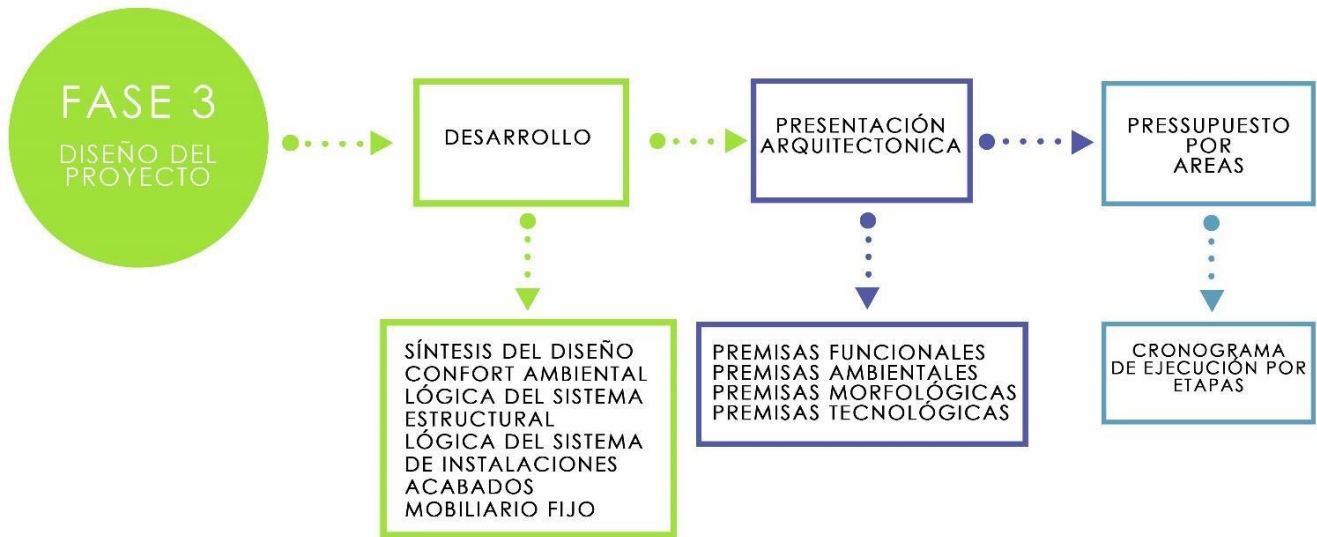 FASE 3
DISEÑO DEL
PROYECTO
DESARROLLO
PRESENTACIÓN
ARQUITECTONICA
PRESSUPUESTO
POR
AREAS
SÍNTESIS DEL DISEÑO
CONFORT AMBIENTAL
LÓGICA DEL SISTEMA
ESTRUCTURAL
LÓGICA DEL SISTEMA
DE INSTALACIONES
ACABADOS
MOBILIARIO FIJO
PREMISAS FUNCIONALES
PREMISAS AMBIENTALES
PREMISAS MORFOLÓGICAS
PREMISAS TECNOLÓGICAS
CRONOGRAMA
DE EJECUCIÓN POR
ETAPAS